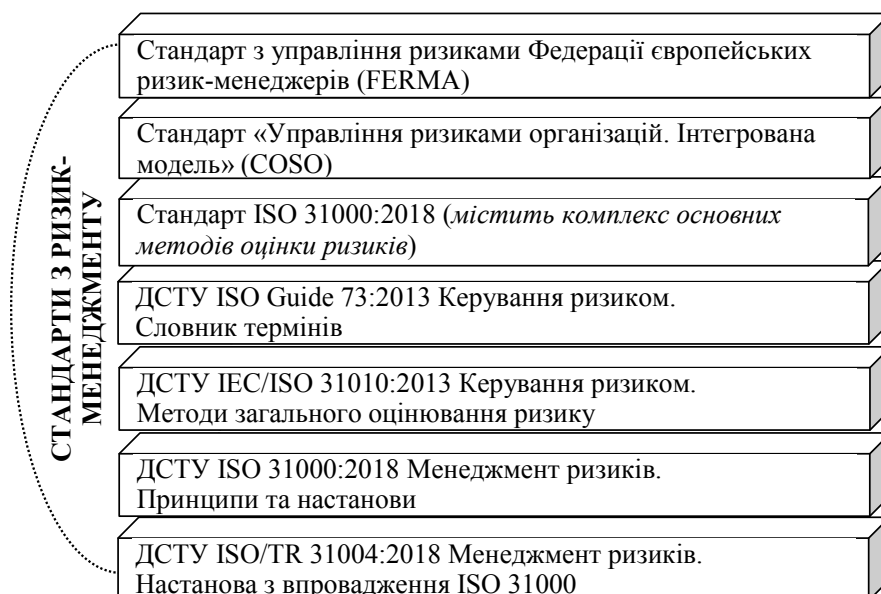 СТАНДАРТИ З РИЗИК-
МЕНЕДЖМЕНТУ
Стандарт з управління ризиками Федерації європейських
ризик-менеджерів (FERMA)
Стандарт «Управління ризиками організацій. Інтегрована
модель» (COSO)
Стандарт ISO 31000:2018 (містить комплекс основних
методів оцінки ризиків)
ДСТУ ISO Guide 73:2013 Керування ризиком.
Словник термінів
ДСТУ IEC/ISO 31010:2013 Керування ризиком.
Методи загального оцінювання ризику
ДСТУ ISO 31000:2018 Менеджмент ризиків.
Принципи та настанови
ДСТУ ISO/TR 31004:2018 Менеджмент ризиків.
Настанова з впровадження ISO 31000